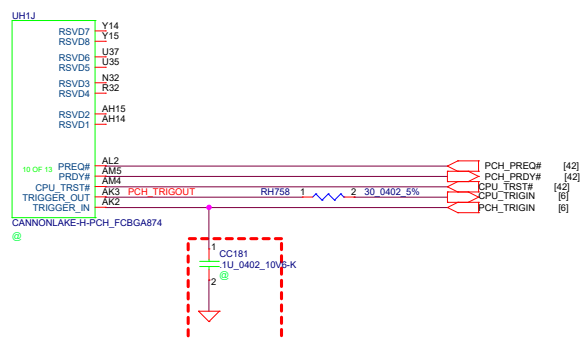 UH1J
RSVD7 Y14
RSVD8 Y15
RSVD6 U37
RSVD5 U35
RSVD3 N32
RSVD4 R32
RSVD2 AH15
RSVD1 AH14
10 OF 13
PREQ# AL2 PCH_PREQ# [42]
PRDY# AM5 PCH_PRDY# [42]
CPU_TRST# AM4 CPU_TRST# [42]
TRIGGER_OUT AK3 PCH_TRIGOUT RH758 1 2 30_0402_5% CPU_TRIGIN [6]
TRIGGER_IN AK2 PCH_TRIGIN [6]
CANNONLAKE-H-PCH_FCBGA874
@
1
CC181
.1U_0402_10V6-K
@
2